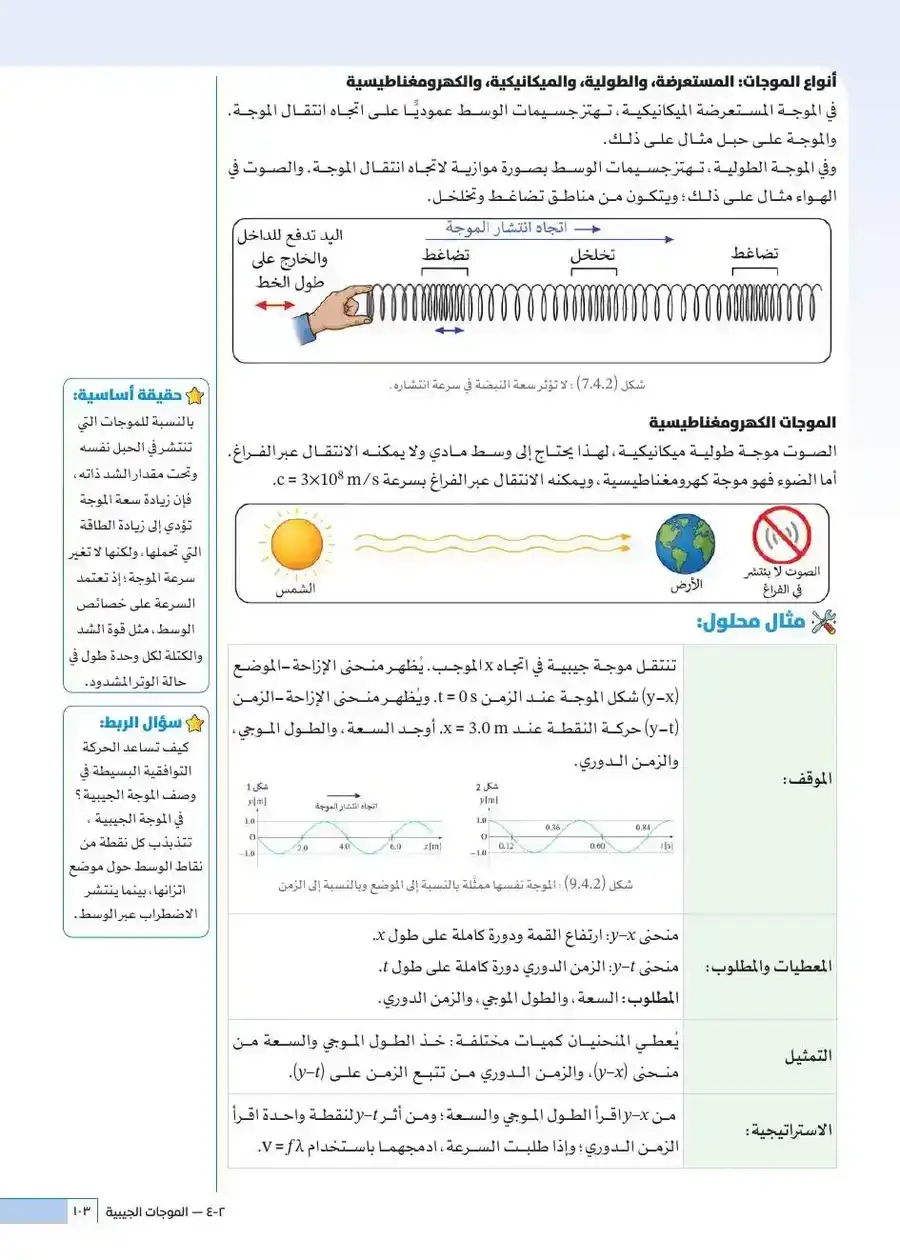 أنواع الموجات: المستعرضة، والطولية، والميكانيكية، والكهرومغناطيسية
في الموجة المستعرضة الميكانيكية، تهتز جسيمات الوسط عموديًّا على اتجاه انتقال الموجة.
والموجة على حبل مثال على ذلك.
وفي الموجة الطولية، تهتز جسيمات الوسط بصورة موازية لاتجاه انتقال الموجة. والصوت في
الهواء مثال على ذلك؛ ويتكون من مناطق تضاغط وتخلخل.
اتجاه انتشار الموجة
اليد تدفع للداخل
والخارج على
طول الخط
تضاغط
تخلخل
تضاغط
شكل (7.4.2): لا تؤثر سعة النبضة في سرعة انتشاره.
الموجات الكهرومغناطيسية
الصوت موجة طولية ميكانيكية، لهذا يحتاج إلى وسط مادي ولا يمكنه الانتقال عبر الفراغ.
أما الضوء فهو موجة كهرومغناطيسية، ويمكنه الانتقال عبر الفراغ بسرعة c = 3×10⁸ m/s.
الصوت لا ينتشر
في الفراغ
الأرض
الشمس
مثال محلول:
الموقف:
تنتقل موجة جيبية في اتجاه x الموجب. يُظهر منحنى الإزاحة-الموضع
(y–x) شكل الموجة عند الزمن t = 0 s. ويُظهر منحنى الإزاحة-الزمن
(y–t) حركة النقطة عند x = 3.0 m. أوجد السعة، والطول الموجي،
والزمن الدوري.
شكل 1
y[m]
اتجاه انتشار الموجة
1.0
0
–1.0
2.0
4.0
6.0
x[m]
شكل 2
y[m]
1.0
0
–1.0
0.12
0.36
0.60
0.84
t[s]
شكل (9.4.2): الموجة نفسها ممثَّلة بالنسبة إلى الموضع وبالنسبة إلى الزمن
المعطيات والمطلوب:
منحنى y–x: ارتفاع القمة ودورة كاملة على طول x.
منحنى y–t: الزمن الدوري دورة كاملة على طول t.
المطلوب: السعة، والطول الموجي، والزمن الدوري.
التمثيل
يُعطي المنحنيان كميات مختلفة: خذ الطول الموجي والسعة من
منحنى (y–x)، والزمن الدوري من تتبع الزمن على (y–t).
الاستراتيجية:
من y–x اقرأ الطول الموجي والسعة؛ ومن أثر y–t لنقطة واحدة اقرأ
الزمن الدوري؛ وإذا طلبت السرعة، ادمجهما باستخدام v = fλ.
حقيقة أساسية:
بالنسبة للموجات التي
تنتشر في الحبل نفسه
وتحت مقدار الشد ذاته،
فإن زيادة سعة الموجة
تؤدي إلى زيادة الطاقة
التي تحملها، ولكنها لا تغير
سرعة الموجة؛ إذ تعتمد
السرعة على خصائص
الوسط، مثل قوة الشد
والكتلة لكل وحدة طول في
حالة الوتر المشدود.
سؤال الربط:
كيف تساعد الحركة
التوافقية البسيطة في
وصف الموجة الجيبية؟
في الموجة الجيبية،
تتذبذب كل نقطة من
نقاط الوسط حول موضع
اتزانها، بينما ينتشر
الاضطراب عبر الوسط.
٤-٢ — الموجات الجيبية
١٠٣